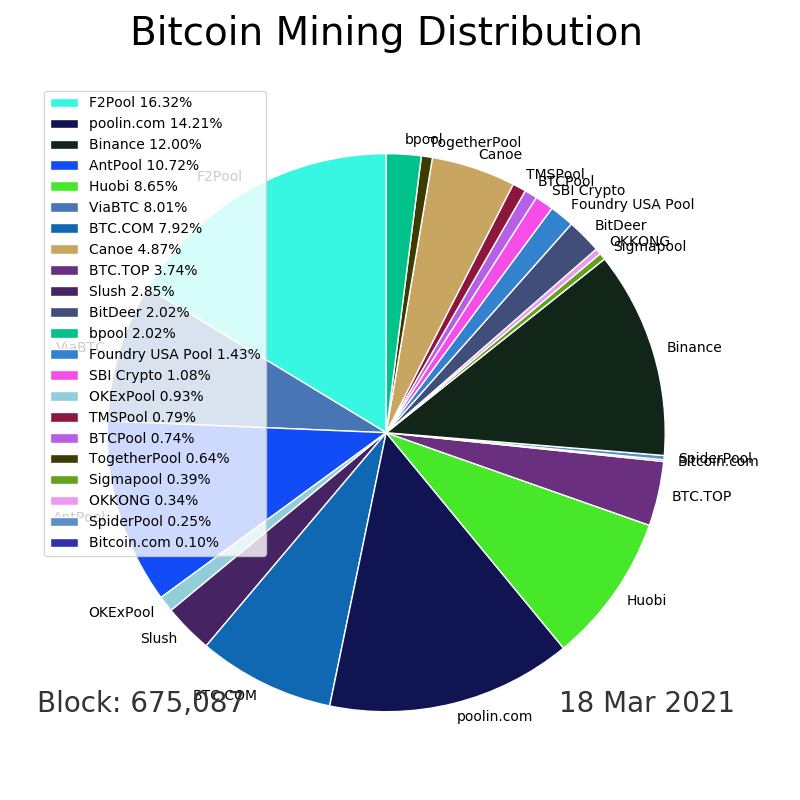 Bitcoin Mining Distribution
F2Pool 16.32%
poolin.com 14.21%
Binance 12.00%
AntPool 10.72%
Huobi 8.65%
ViaBTC 8.01%
BTC.COM 7.92%
Canoe 4.87%
BTC.TOP 3.74%
Slush 2.85%
BitDeer 2.02%
bpool 2.02%
Foundry USA Pool 1.43%
SBI Crypto 1.08%
OKExPool 0.93%
TMSPool 0.79%
BTCPool 0.74%
TogetherPool 0.64%
Sigmapool 0.39%
OKKONG 0.34%
SpiderPool 0.25%
Bitcoin.com 0.10%
bpool
TogetherPool
Canoe
TMSPool
BTCPool
SBI Crypto
Foundry USA Pool
BitDeer
OKKONG
Sigmapool
Binance
SpiderPool
Bitcoin.com
BTC.TOP
Huobi
poolin.com
BTC.COM
Slush
OKExPool
AntPool
ViaBTC
F2Pool
Block: 675,087
18 Mar 2021